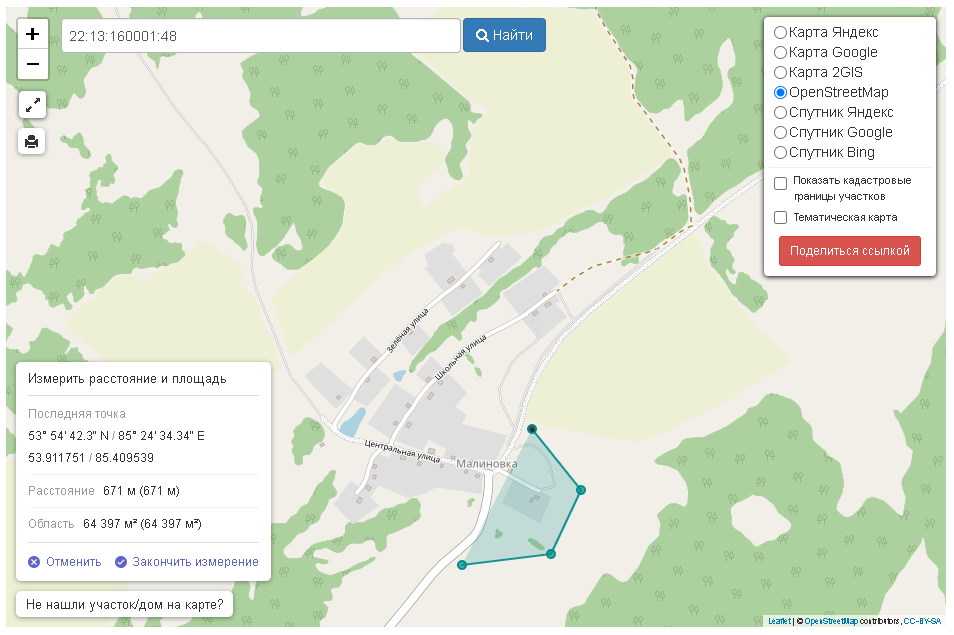 +
22:13:160001:48
Найти
−
Карта Яндекс
Карта Google
Карта 2GIS
OpenStreetMap
Спутник Яндекс
Спутник Google
Спутник Bing
Показать кадастровые
границы участков
Тематическая карта
Поделиться ссылкой
Зелёная улица
Школьная улица
Центральная улица
Малиновка
Измерить расстояние и площадь
Последняя точка
53° 54' 42.3" N / 85° 24' 34.34" E
53.911751 / 85.409539
Расстояние 671 м (671 м)
Область 64 397 м² (64 397 м²)
Отменить Закончить измерение
Не нашли участок/дом на карте?
Leaflet | © OpenStreetMap contributors, CC-BY-SA